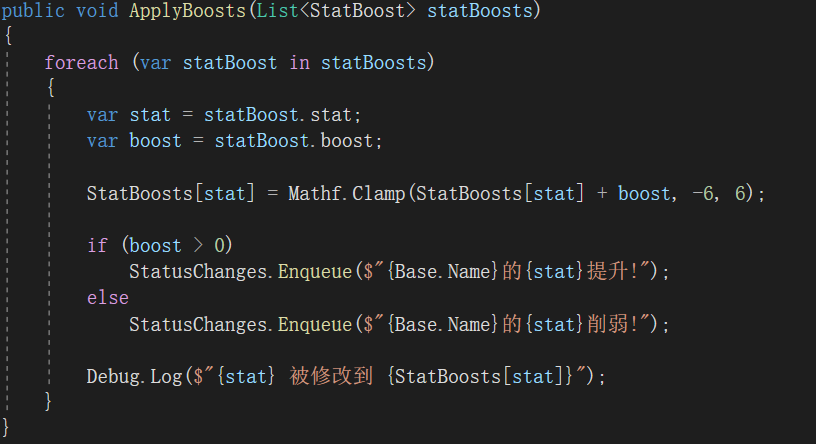 public void ApplyBoosts(List<StatBoost> statBoosts)
{
    foreach (var statBoost in statBoosts)
    {
        var stat = statBoost.stat;
        var boost = statBoost.boost;

        StatBoosts[stat] = Mathf.Clamp(StatBoosts[stat] + boost, -6, 6);

        if (boost > 0)
            StatusChanges.Enqueue($"{Base.Name}的{stat}提升!");
        else
            StatusChanges.Enqueue($"{Base.Name}的{stat}削弱!");

        Debug.Log($"{stat} 被修改到 {StatBoosts[stat]}");
    }
}